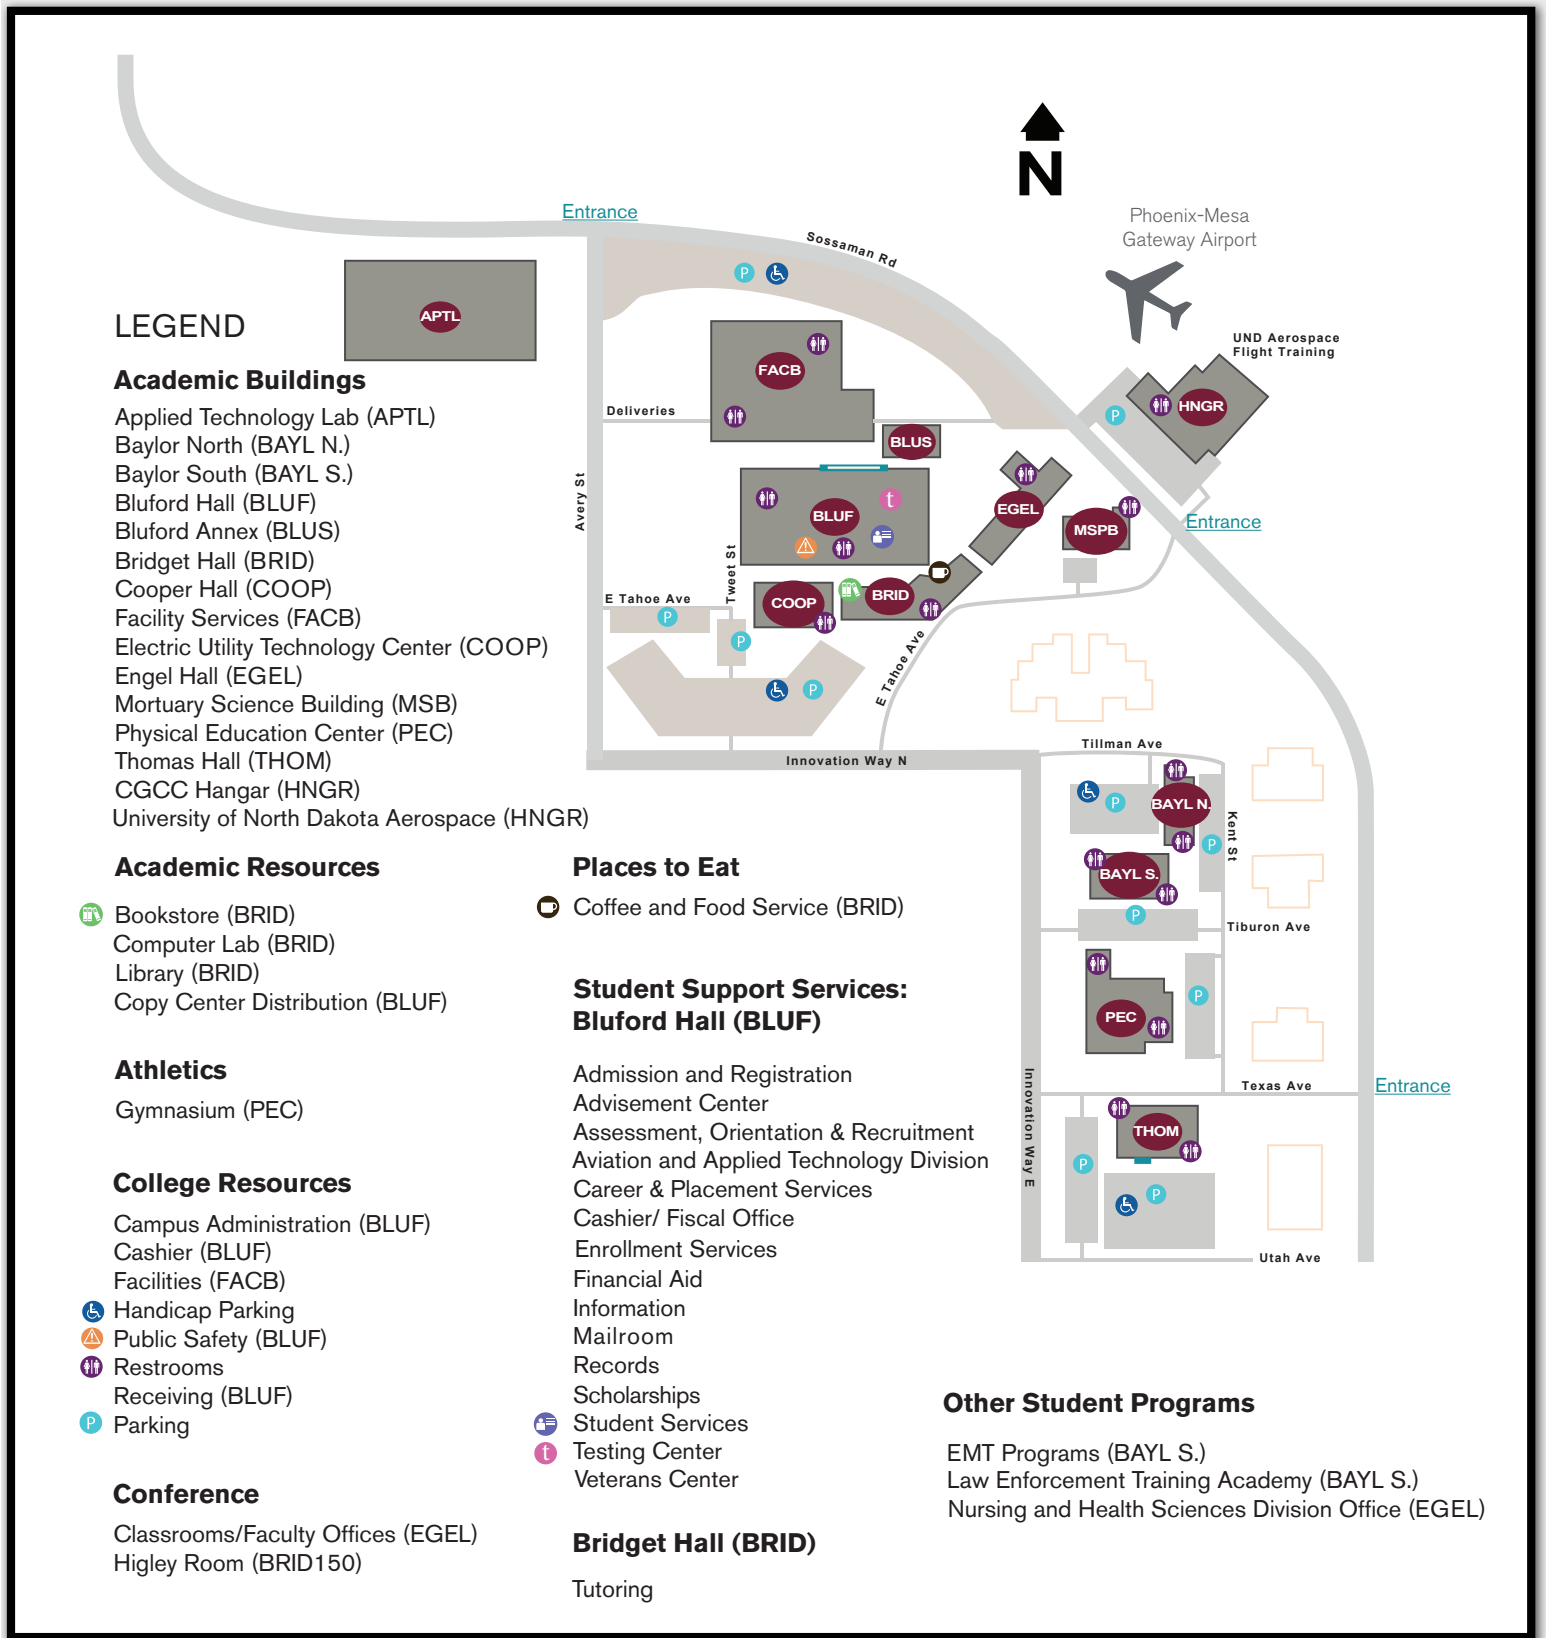 N
Phoenix-Mesa
Gateway Airport
Entrance
Sossaman Rd
APTL
LEGEND
UND Aerospace
Flight Training
FACB
HNGR
Deliveries
BLUS
Avery St
BLUF
t
EGEL
MSPB
Entrance
Tweet St
E Tahoe Ave
COOP
BRID
E Tahoe Ave
P
P
P
P
P
Innovation Way N
Tillman Ave
BAYL N.
P
Kent St
P
BAYL S.
P
Tiburon Ave
PEC
P
Innovation Way E
Texas Ave
Entrance
THOM
P
P
Utah Ave
Academic Buildings
Applied Technology Lab (APTL)
Baylor North (BAYL N.)
Baylor South (BAYL S.)
Bluford Hall (BLUF)
Bluford Annex (BLUS)
Bridget Hall (BRID)
Cooper Hall (COOP)
Facility Services (FACB)
Electric Utility Technology Center (COOP)
Engel Hall (EGEL)
Mortuary Science Building (MSB)
Physical Education Center (PEC)
Thomas Hall (THOM)
CGCC Hangar (HNGR)
University of North Dakota Aerospace (HNGR)
Academic Resources
Bookstore (BRID)
Computer Lab (BRID)
Library (BRID)
Copy Center Distribution (BLUF)
Athletics
Gymnasium (PEC)
College Resources
Campus Administration (BLUF)
Cashier (BLUF)
Facilities (FACB)
Handicap Parking
Public Safety (BLUF)
Restrooms
Receiving (BLUF)
P Parking
Conference
Classrooms/Faculty Offices (EGEL)
Higley Room (BRID150)
Places to Eat
Coffee and Food Service (BRID)
Student Support Services:
Bluford Hall (BLUF)
Admission and Registration
Advisement Center
Assessment, Orientation & Recruitment
Aviation and Applied Technology Division
Career & Placement Services
Cashier/ Fiscal Office
Enrollment Services
Financial Aid
Information
Mailroom
Records
Scholarships
Student Services
t Testing Center
Veterans Center
Bridget Hall (BRID)
Tutoring
Other Student Programs
EMT Programs (BAYL S.)
Law Enforcement Training Academy (BAYL S.)
Nursing and Health Sciences Division Office (EGEL)